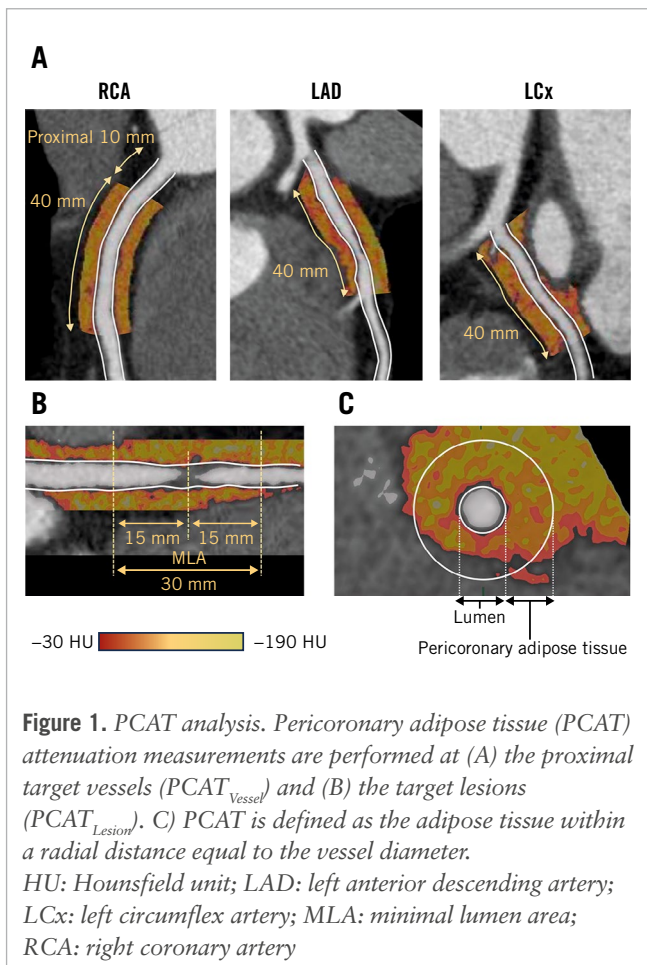 A
RCA
LAD
LCx
Proximal 10 mm
40 mm
40 mm
40 mm
B
C
15 mm
15 mm
MLA
30 mm
Lumen
Pericoronary adipose tissue
–30 HU
–190 HU
Figure 1. PCAT analysis. Pericoronary adipose tissue (PCAT)
attenuation measurements are performed at (A) the proximal
target vessels (PCATVessel) and (B) the target lesions
(PCATLesion). C) PCAT is defined as the adipose tissue within
a radial distance equal to the vessel diameter.
HU: Hounsfield unit; LAD: left anterior descending artery;
LCx: left circumflex artery; MLA: minimal lumen area;
RCA: right coronary artery